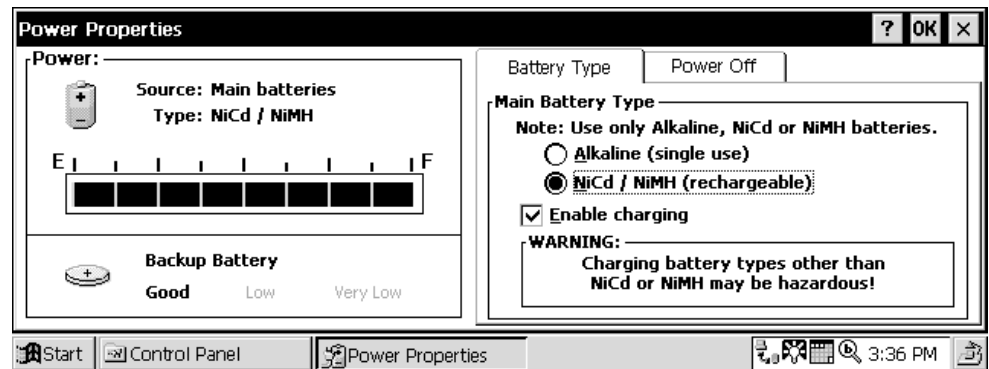 Power Properties
? OK ×
Power:
Source: Main batteries
Type: NiCd / NiMH
E F
Backup Battery
Good Low Very Low
Battery Type Power Off
Main Battery Type
Note: Use only Alkaline, NiCd or NiMH batteries.
Alkaline (single use)
NiCd / NiMH (rechargeable)
Enable charging
WARNING:
Charging battery types other than
NiCd or NiMH may be hazardous!
Start Control Panel Power Properties 3:36 PM